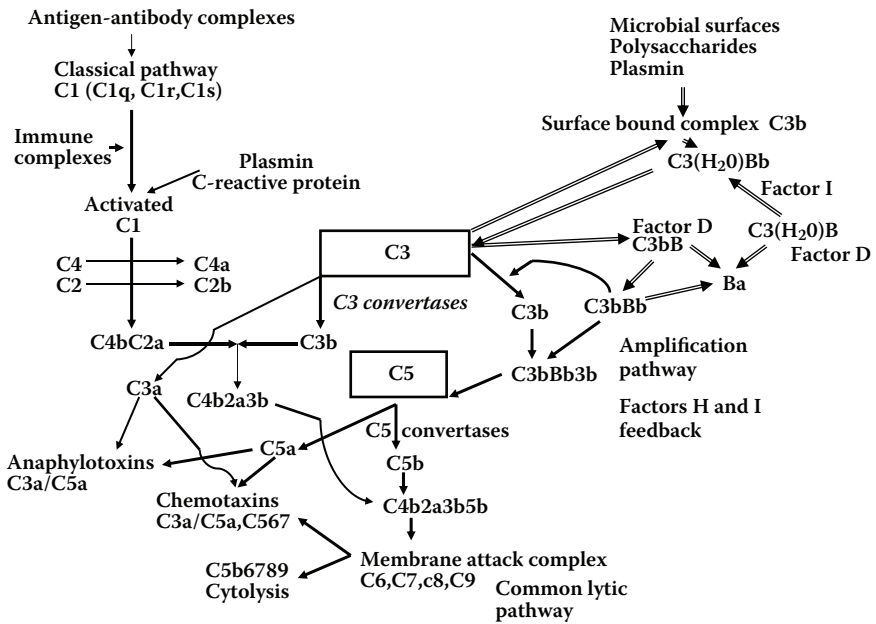 Antigen-antibody complexes
Classical pathway
C1 (C1q, C1r,C1s)
Immune
complexes
Plasmin
C-reactive protein
Activated
C1
C4
C4a
C2
C2b
C4bC2a
C3
C3 convertases
C3b
C3a
C4b2a3b
Anaphylotoxins
C3a/C5a
C5a
Chemotaxins
C3a/C5a,C567
C5b6789
Cytolysis
Microbial surfaces
Polysaccharides
Plasmin
Surface bound complex C3b
C3(H₂0)Bb
Factor I
C3(H₂0)B
Factor D
Factor D
C3bB
Ba
C3b
C3bBb
C3bBb3b
Amplification
pathway
Factors H and I
feedback
C5
C5 convertases
C5b
C4b2a3b5b
Membrane attack complex
C6,C7,c8,C9
Common lytic
pathway